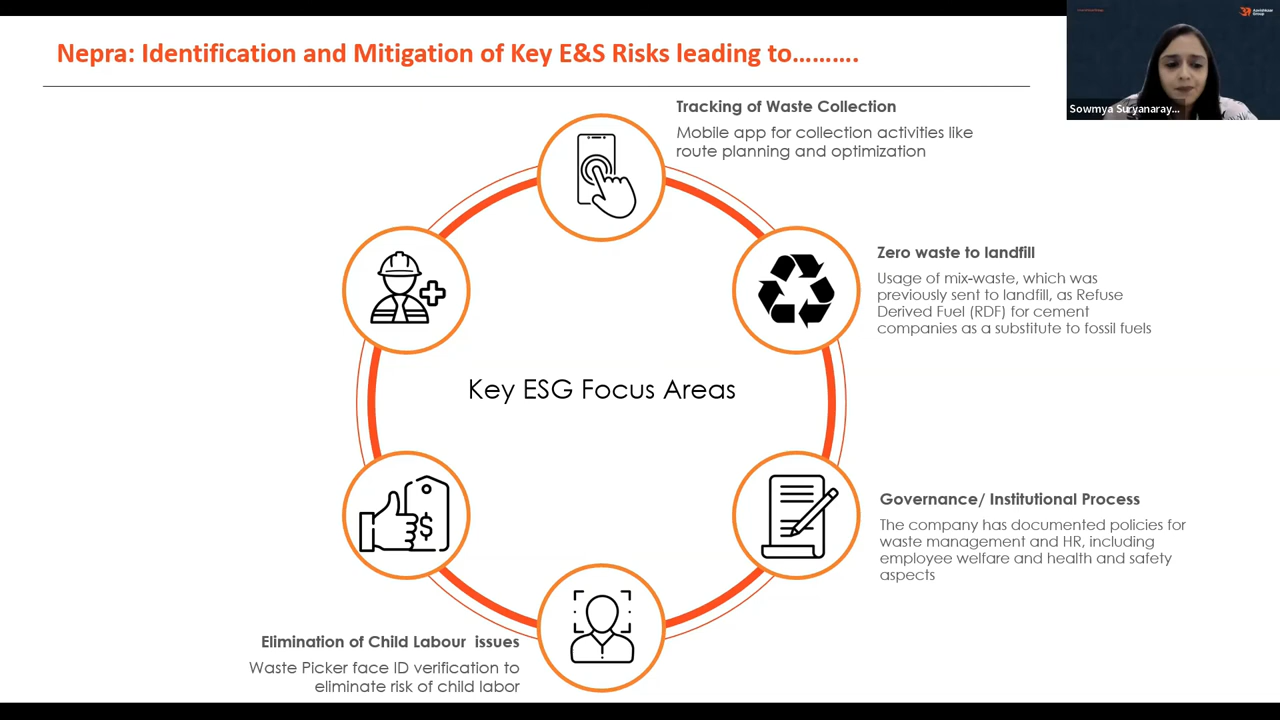 Nepra: Identification and Mitigation of Key E&S Risks leading to……….
Aavishkaar
Group
Sowmya Suryanaray...
Tracking of Waste Collection
Mobile app for collection activities like
route planning and optimization
Zero waste to landfill
Usage of mix-waste, which was
previously sent to landfill, as Refuse
Derived Fuel (RDF) for cement
companies as a substitute to fossil fuels
Key ESG Focus Areas
$
Governance/ Institutional Process
The company has documented policies for
waste management and HR, including
employee welfare and health and safety
aspects
Elimination of Child Labour  issues
Waste Picker face ID verification to
eliminate risk of child labor